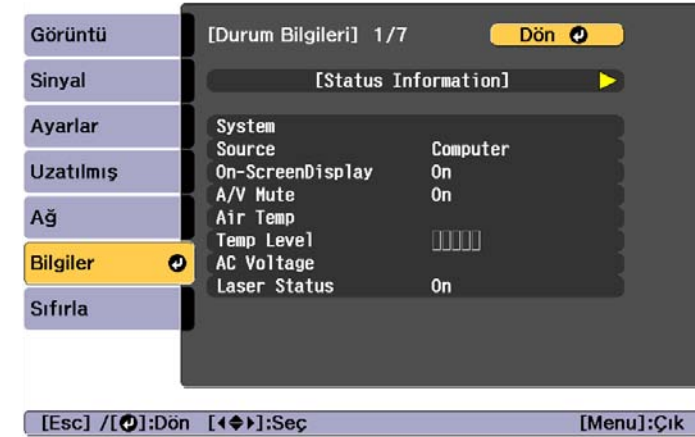 Görüntü
Sinyal
Ayarlar
Uzatılmış
Ağ
Bilgiler
Sıfırla
[Durum Bilgileri] 1/7
Dön
[Status Information]
System
Source Computer
On-ScreenDisplay On
A/V Mute On
Air Temp
Temp Level
AC Voltage
Laser Status On
[Esc] /[ ]:Dön [ ]:Seç [Menu]:Çık